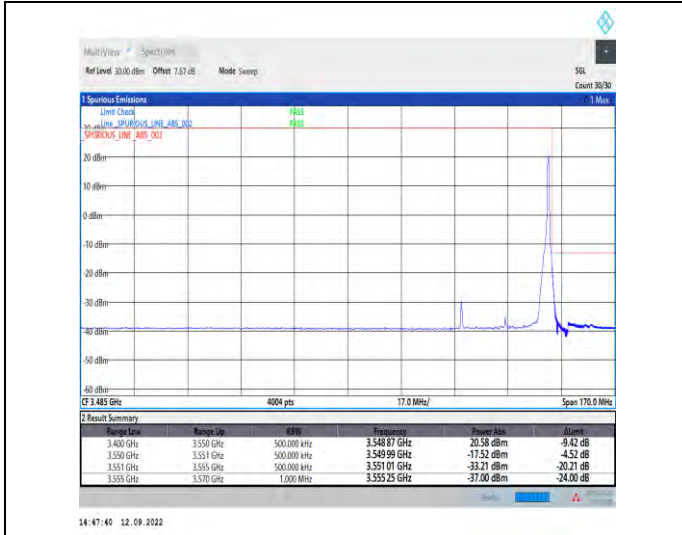 MultiView Spectrum
Ref Level 30.00 dBm Offset 7.67 dB Mode Sweep SGL
Count 30/30
1 Spurious Emissions 1 Max
Limit Check PASS
Line _SPURIOUS_LINE_ABS_002 PASS
_SPURIOUS_LINE_ABS_002
20 dBm
10 dBm
0 dBm
-10 dBm
-20 dBm
-30 dBm
-40 dBm
-50 dBm
-60 dBm
CF 3.485 GHz 4004 pts 17.0 MHz/ Span 170.0 MHz
2 Result Summary
Range Low Range Up RBW Frequency Power Abs ΔLimit
3.400 GHz 3.550 GHz 500.000 kHz 3.548 87 GHz 20.58 dBm -9.42 dB
3.550 GHz 3.551 GHz 500.000 kHz 3.549 99 GHz -17.52 dBm -4.52 dB
3.551 GHz 3.555 GHz 500.000 kHz 3.551 01 GHz -33.21 dBm -20.21 dB
3.555 GHz 3.570 GHz 1.000 MHz 3.555 25 GHz -37.00 dBm -24.00 dB
Ready
14:47:40 12.09.2022